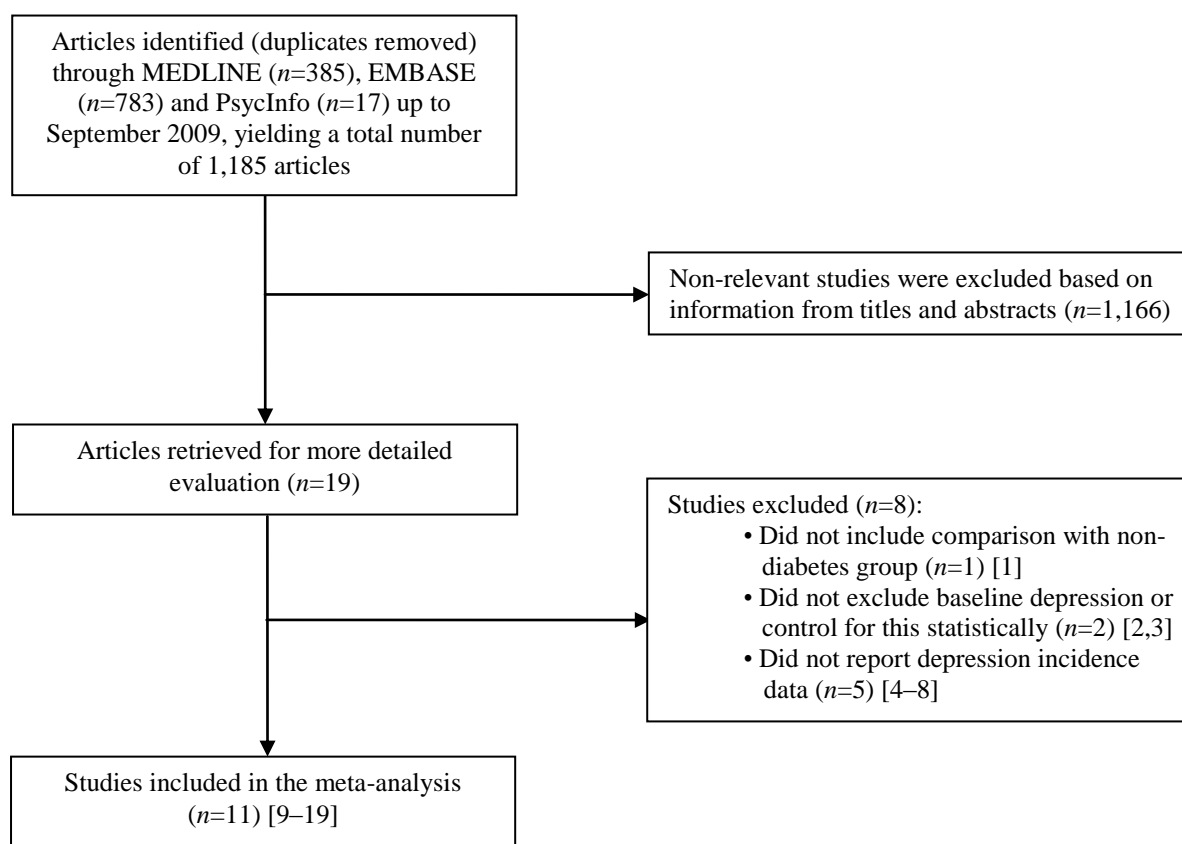 Articles identified (duplicates removed)
through MEDLINE (n=385), EMBASE
(n=783) and PsycInfo (n=17) up to
September 2009, yielding a total number
of 1,185 articles
Non-relevant studies were excluded based on
information from titles and abstracts (n=1,166)
Articles retrieved for more detailed
evaluation (n=19)
Studies excluded (n=8):
• Did not include comparison with non-
diabetes group (n=1) [1]
• Did not exclude baseline depression or
control for this statistically (n=2) [2,3]
• Did not report depression incidence
data (n=5) [4–8]
Studies included in the meta-analysis
(n=11) [9–19]